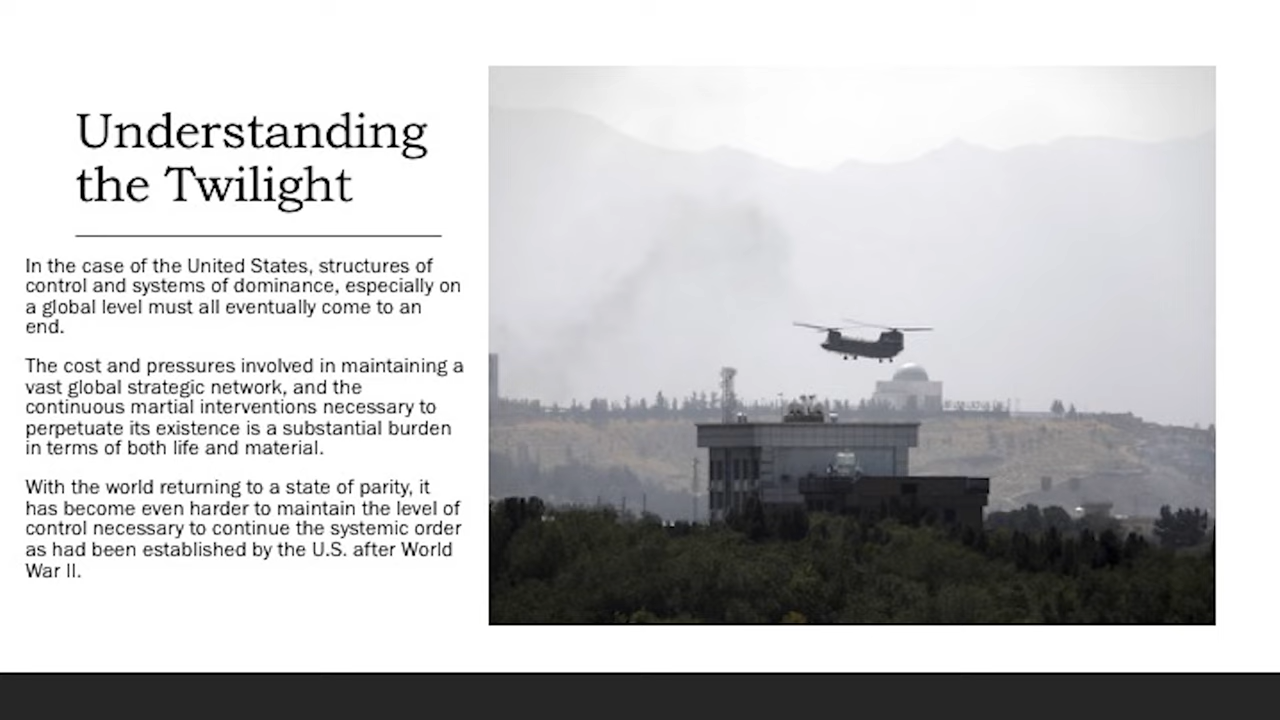 Understanding
the Twilight
In the case of the United States, structures of
control and systems of dominance, especially on
a global level must all eventually come to an
end.
The cost and pressures involved in maintaining a
vast global strategic network, and the
continuous martial interventions necessary to
perpetuate its existence is a substantial burden
in terms of both life and material.
With the world returning to a state of parity, it
has become even harder to maintain the level of
control necessary to continue the systemic order
as had been established by the U.S. after World
War II.